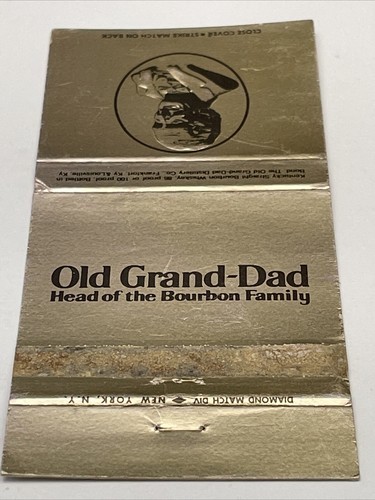 CLOSE COVER • STRIKE MATCH ON BACK
Kentucky Straight Bourbon Whiskey. 86 proof or 100 proof. Bottled in
Bond. The Old Grand-Dad Distillery Co., Frankfort, Ky. & Louisville, Ky.
Old Grand-Dad
Head of the Bourbon Family
DIAMOND MATCH DIV. NEW YORK, N.Y.